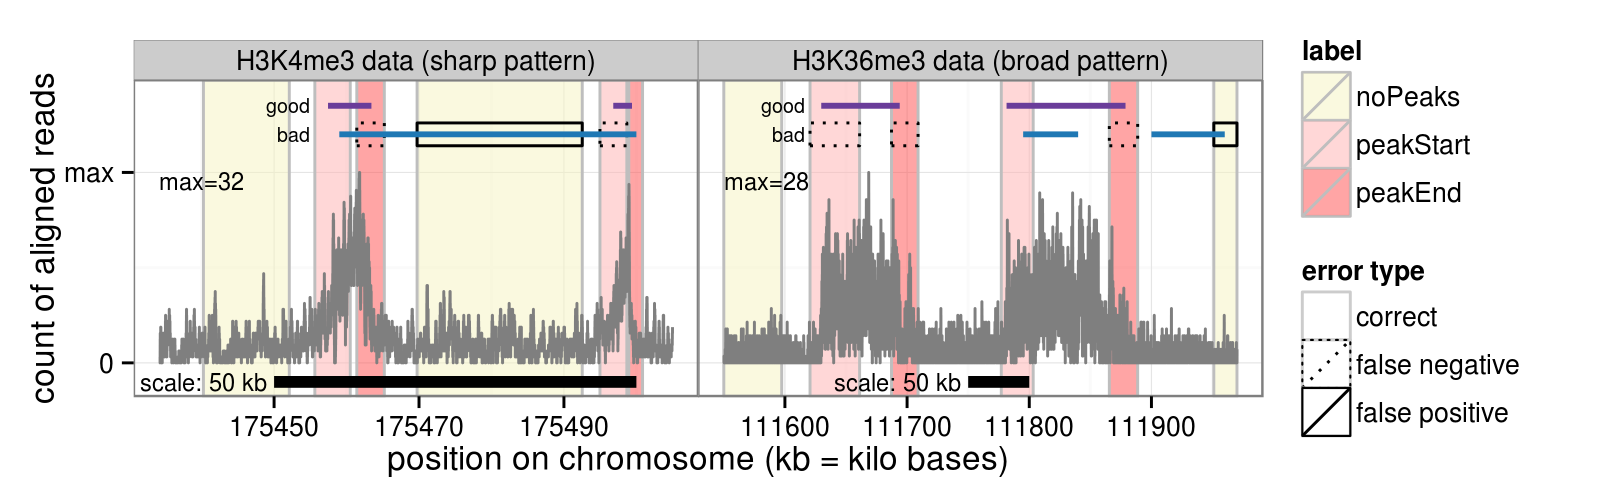 H3K4me3 data (sharp pattern)
H3K36me3 data (broad pattern)
count of aligned reads
max
0
good
bad
max=32
scale: 50 kb
good
bad
max=28
scale: 50 kb
175450
175470
175490
111600
111700
111800
111900
position on chromosome (kb = kilo bases)
label
noPeaks
peakStart
peakEnd
error type
correct
false negative
false positive